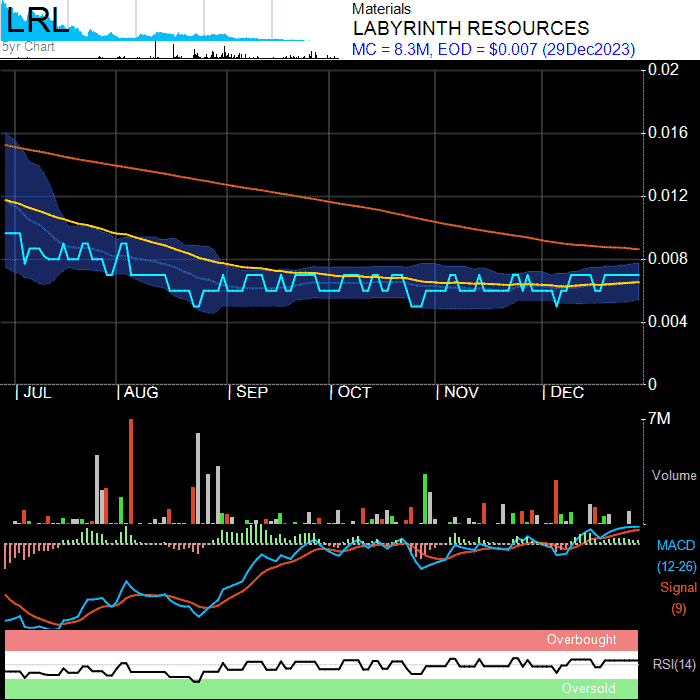 LRL
5yr Chart
Materials
LABYRINTH RESOURCES
MC = 8.3M, EOD = $0.007 (29Dec2023)
0.02
0.016
0.012
0.008
0.004
0
| JUL | AUG | SEP | OCT | NOV | DEC
7M
Volume
MACD
(12-26)
Signal
(9)
Overbought
RSI(14)
Oversold